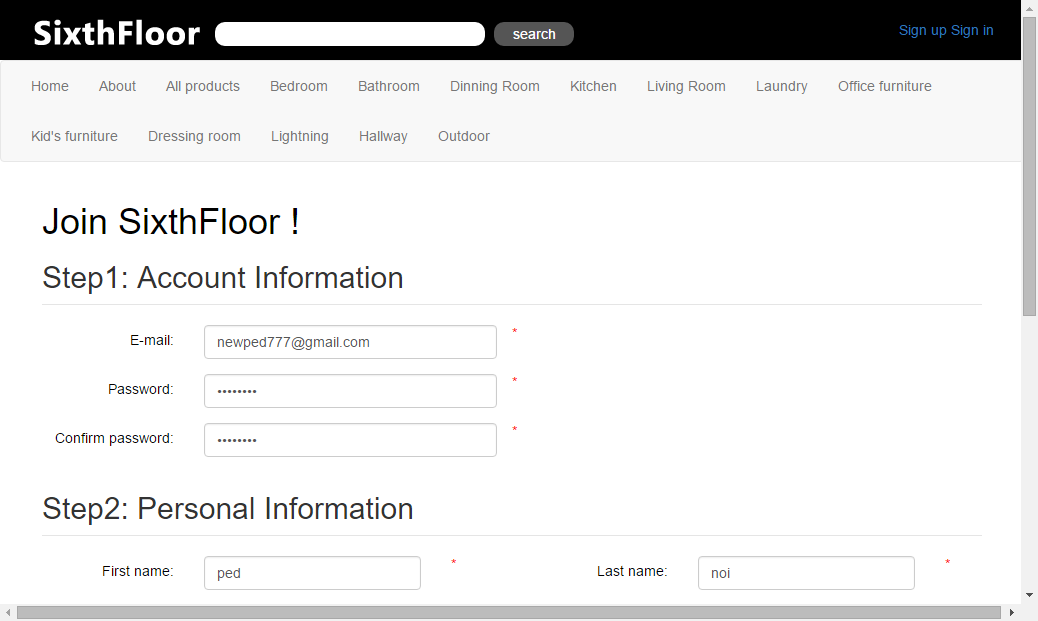 SixthFloor search Sign up Sign in
Home About All products Bedroom Bathroom Dinning Room Kitchen Living Room Laundry Office furniture
Kid's furniture Dressing room Lightning Hallway Outdoor
Join SixthFloor !
Step1: Account Information
E-mail: newped777@gmail.com *
Password: •••••••• *
Confirm password: •••••••• *
Step2: Personal Information
First name: ped * Last name: noi *